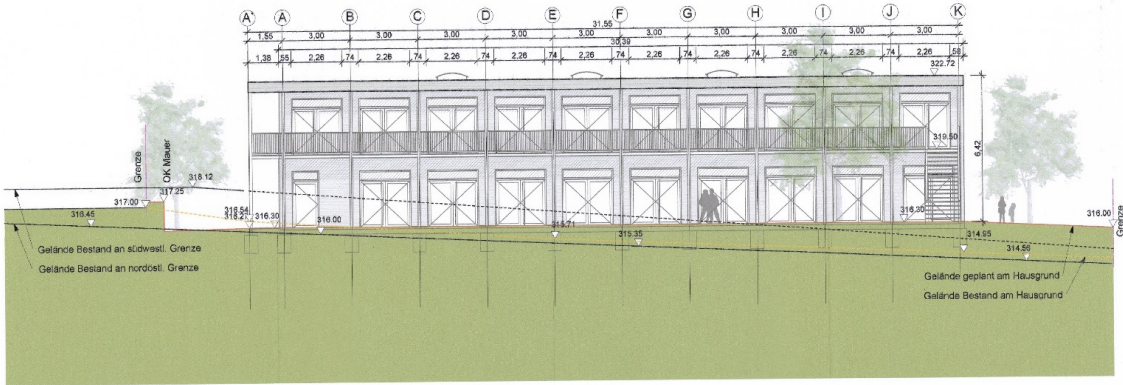 A' A B C D E F G H I J K
31.55
1,55 3,00 3,00 3,00 3,00 3,00 3,00 3,00 3,00 3,00 3,00
30,39
1,38 55 2,26 74 2,26 74 2,26 74 2,26 74 2,26 74 2,26 74 2,26 74 2,26 74 2,26 74 2,26 58
322.72
319.50
6,42
Grenze
OK Mauer
318.12
317.25
317.00
316.45
316.54
316.30
316.00
315.35
316.30
314.95
314.56
316.00
Grenze
Gelände Bestand an südwestl. Grenze
Gelände Bestand an nordöstl. Grenze
Gelände geplant am Hausgrund
Gelände Bestand am Hausgrund